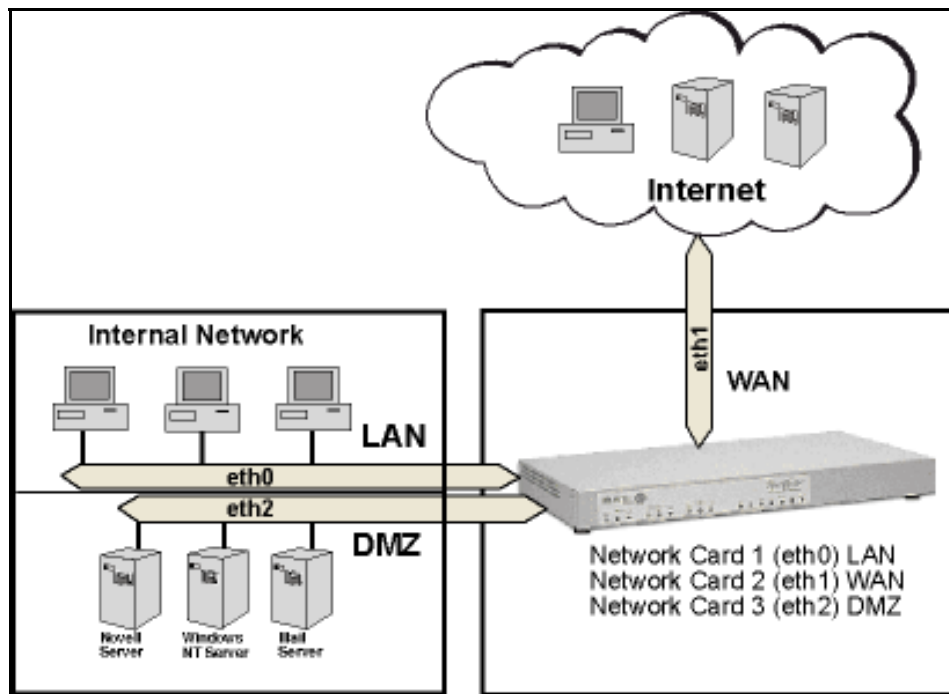 Internet
eth1
WAN
Internal Network
LAN
eth0
eth2
DMZ
Novell
Server
Windows
NT Server
Mail
Server
Network Card 1 (eth0) LAN
Network Card 2 (eth1) WAN
Network Card 3 (eth2) DMZ